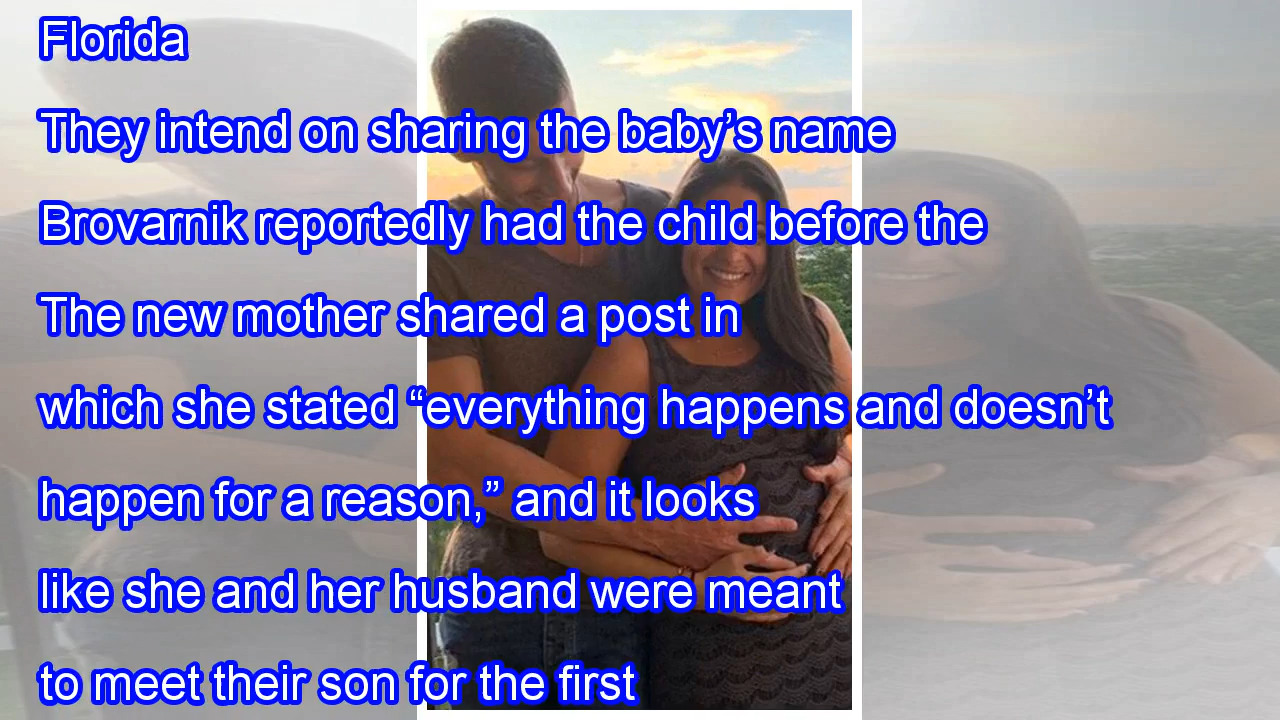 Florida
They intend on sharing the baby’s name
Brovarnik reportedly had the child before the
The new mother shared a post in
which she stated “everything happens and doesn’t
happen for a reason,” and it looks
like she and her husband were meant
to meet their son for the first